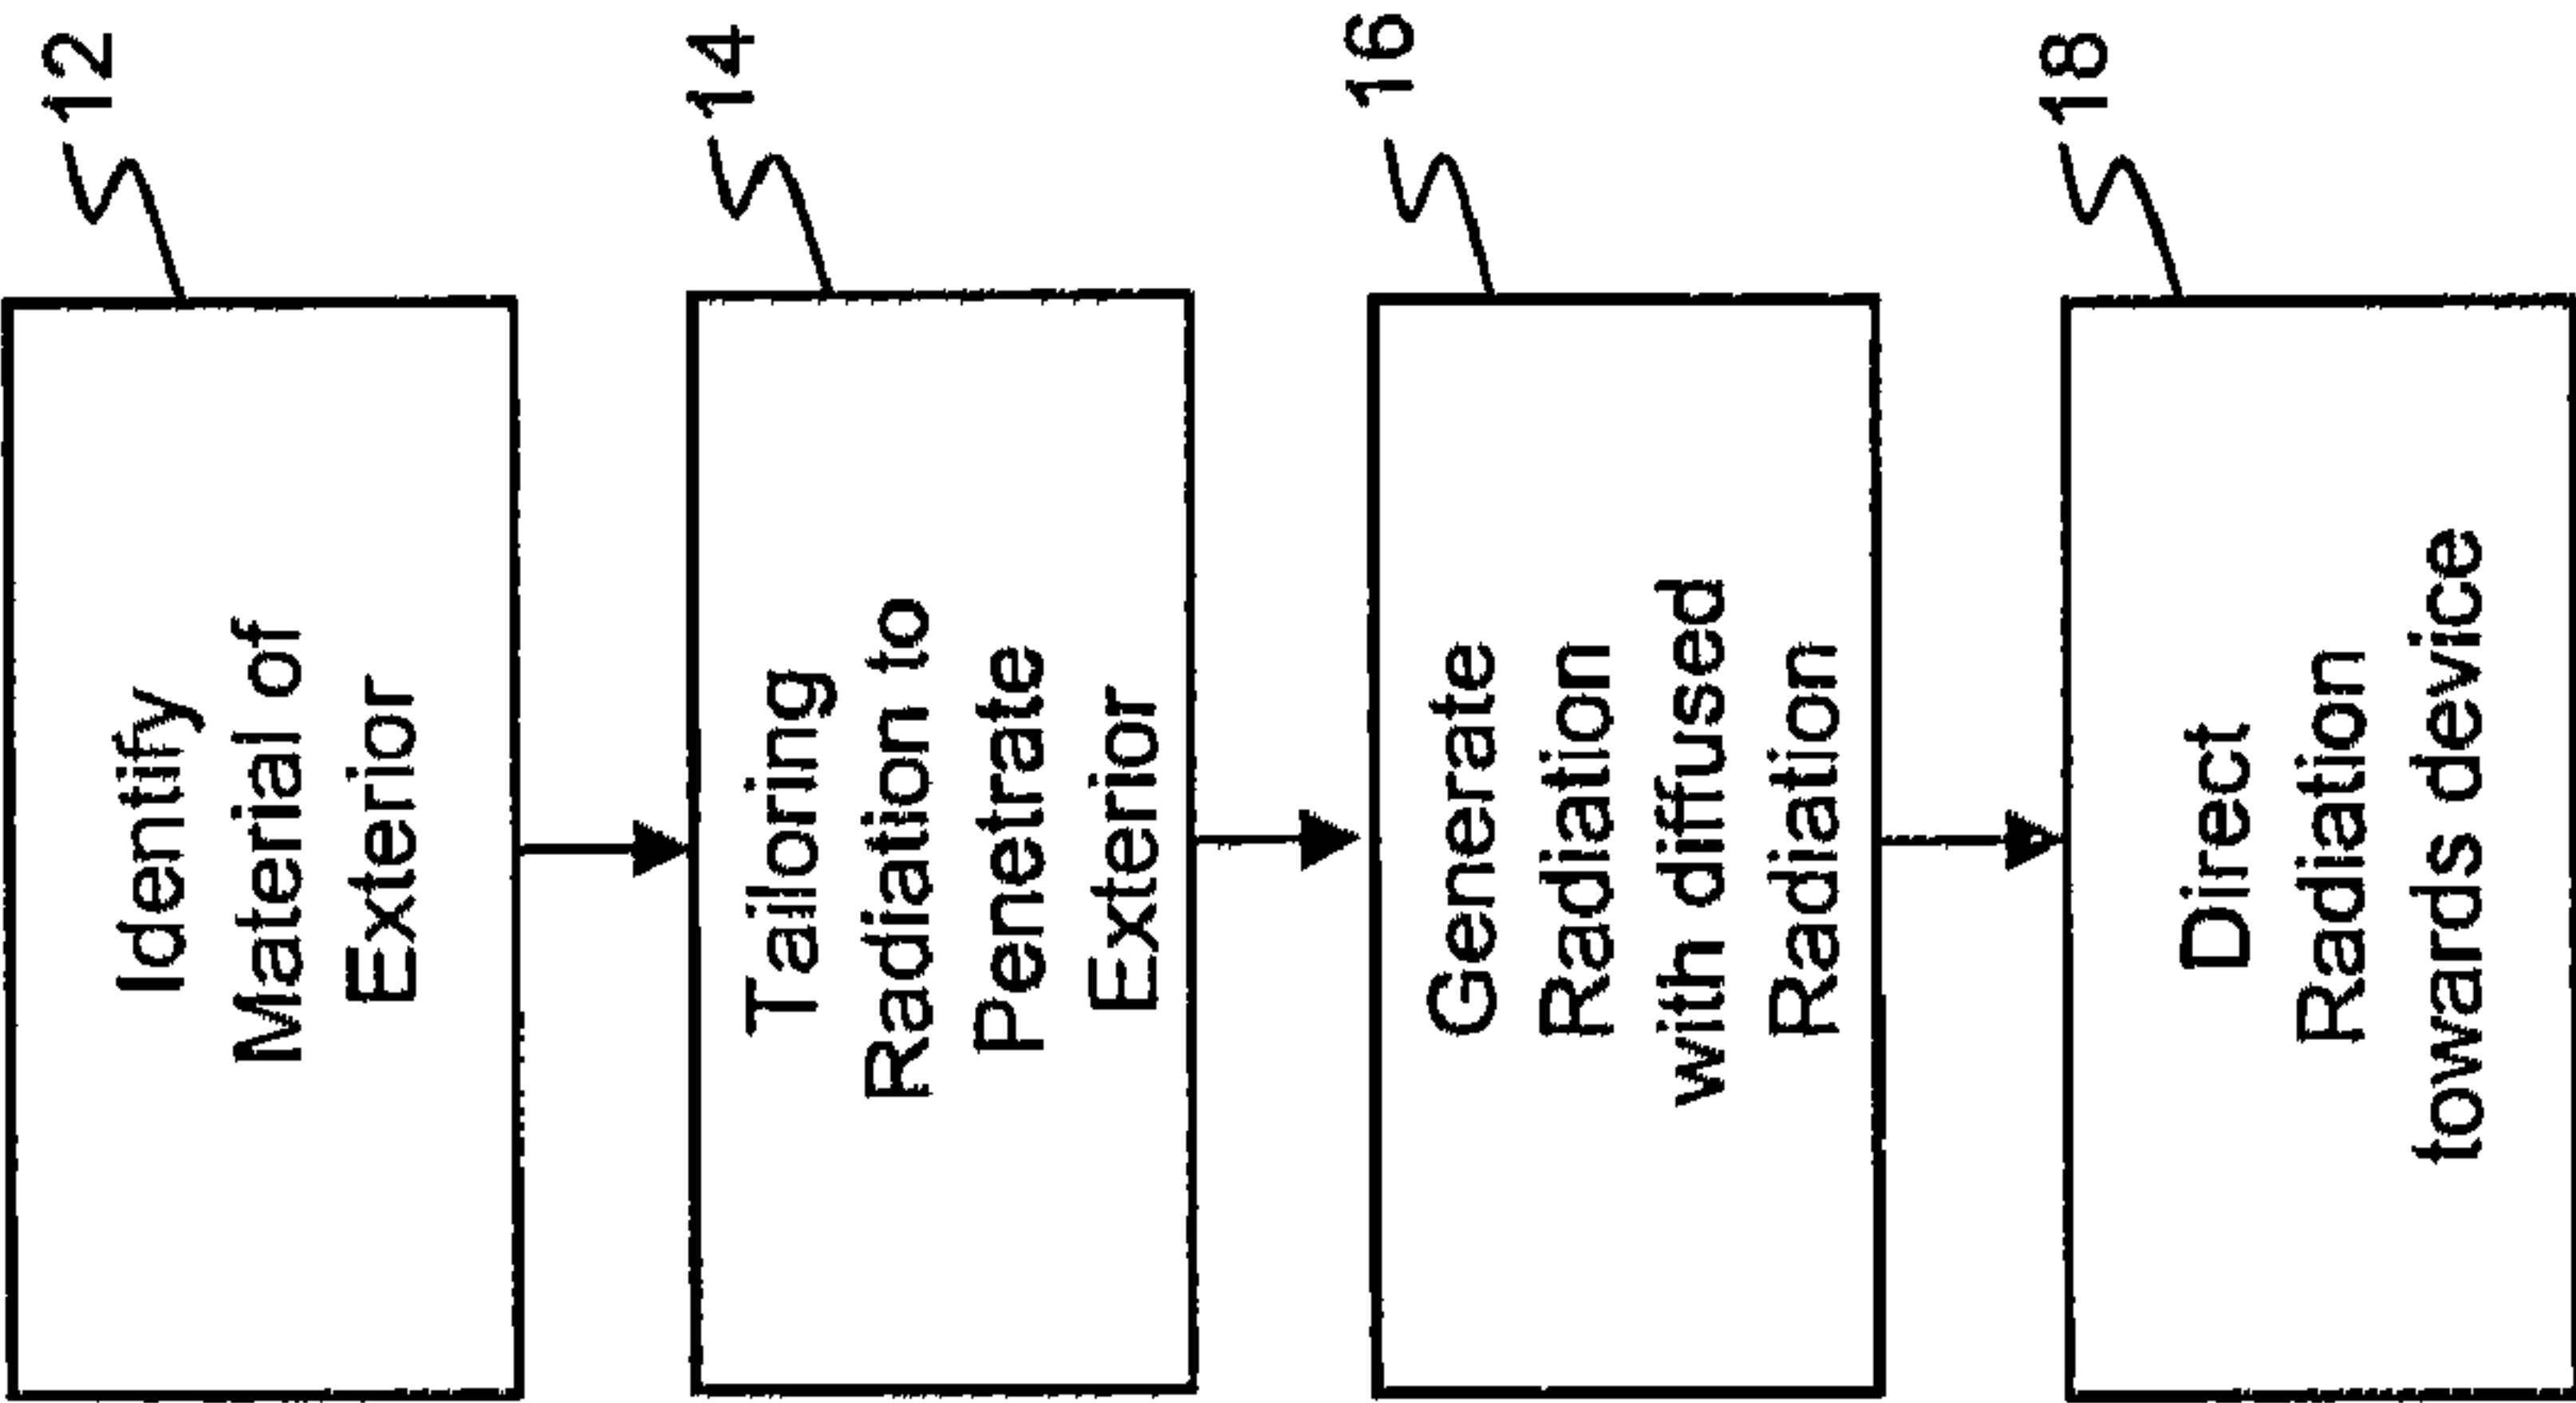 Identify
Material of
Exterior
12
Tailoring
Radiation to
Penetrate
Exterior
14
Generate
Radiation
with diffused
Radiation
16
Direct
Radiation
towards device
18